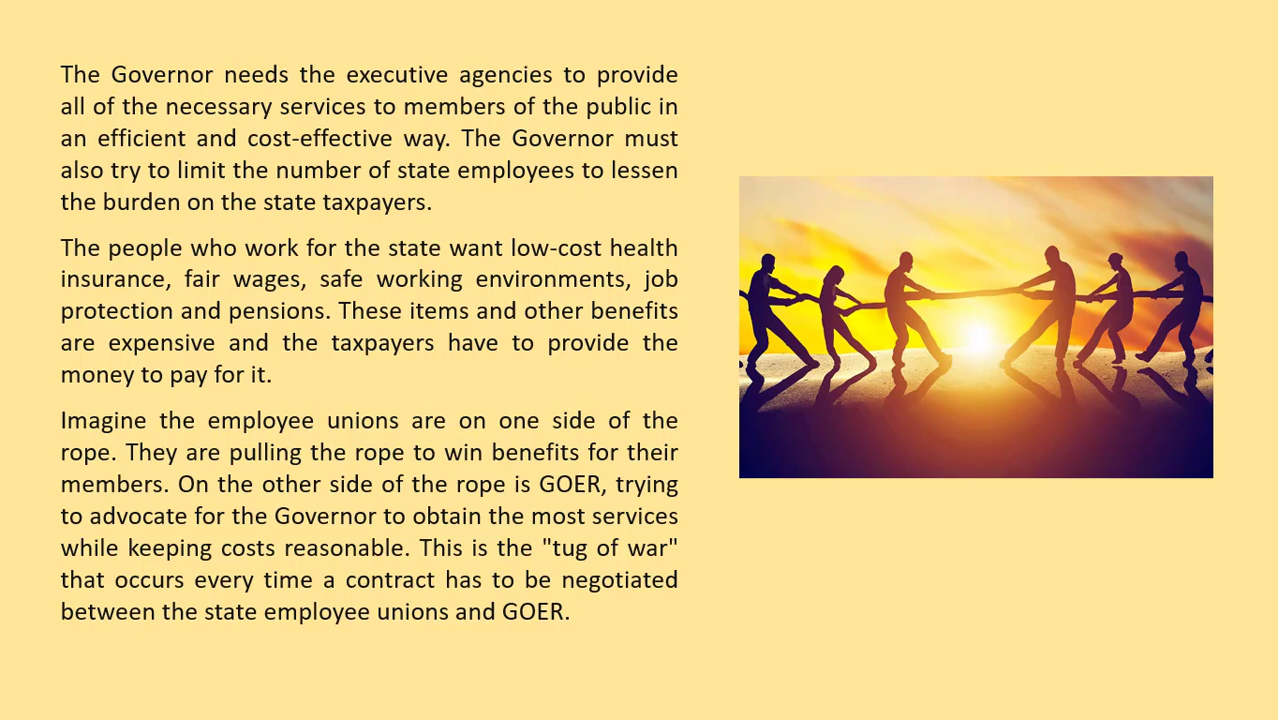 The Governor needs the executive agencies to provide
all of the necessary services to members of the public in
an efficient and cost-effective way. The Governor must
also try to limit the number of state employees to lessen
the burden on the state taxpayers.
The people who work for the state want low-cost health
insurance, fair wages, safe working environments, job
protection and pensions. These items and other benefits
are expensive and the taxpayers have to provide the
money to pay for it.
Imagine the employee unions are on one side of the
rope. They are pulling the rope to win benefits for their
members. On the other side of the rope is GOER, trying
to advocate for the Governor to obtain the most services
while keeping costs reasonable. This is the "tug of war"
that occurs every time a contract has to be negotiated
between the state employee unions and GOER.